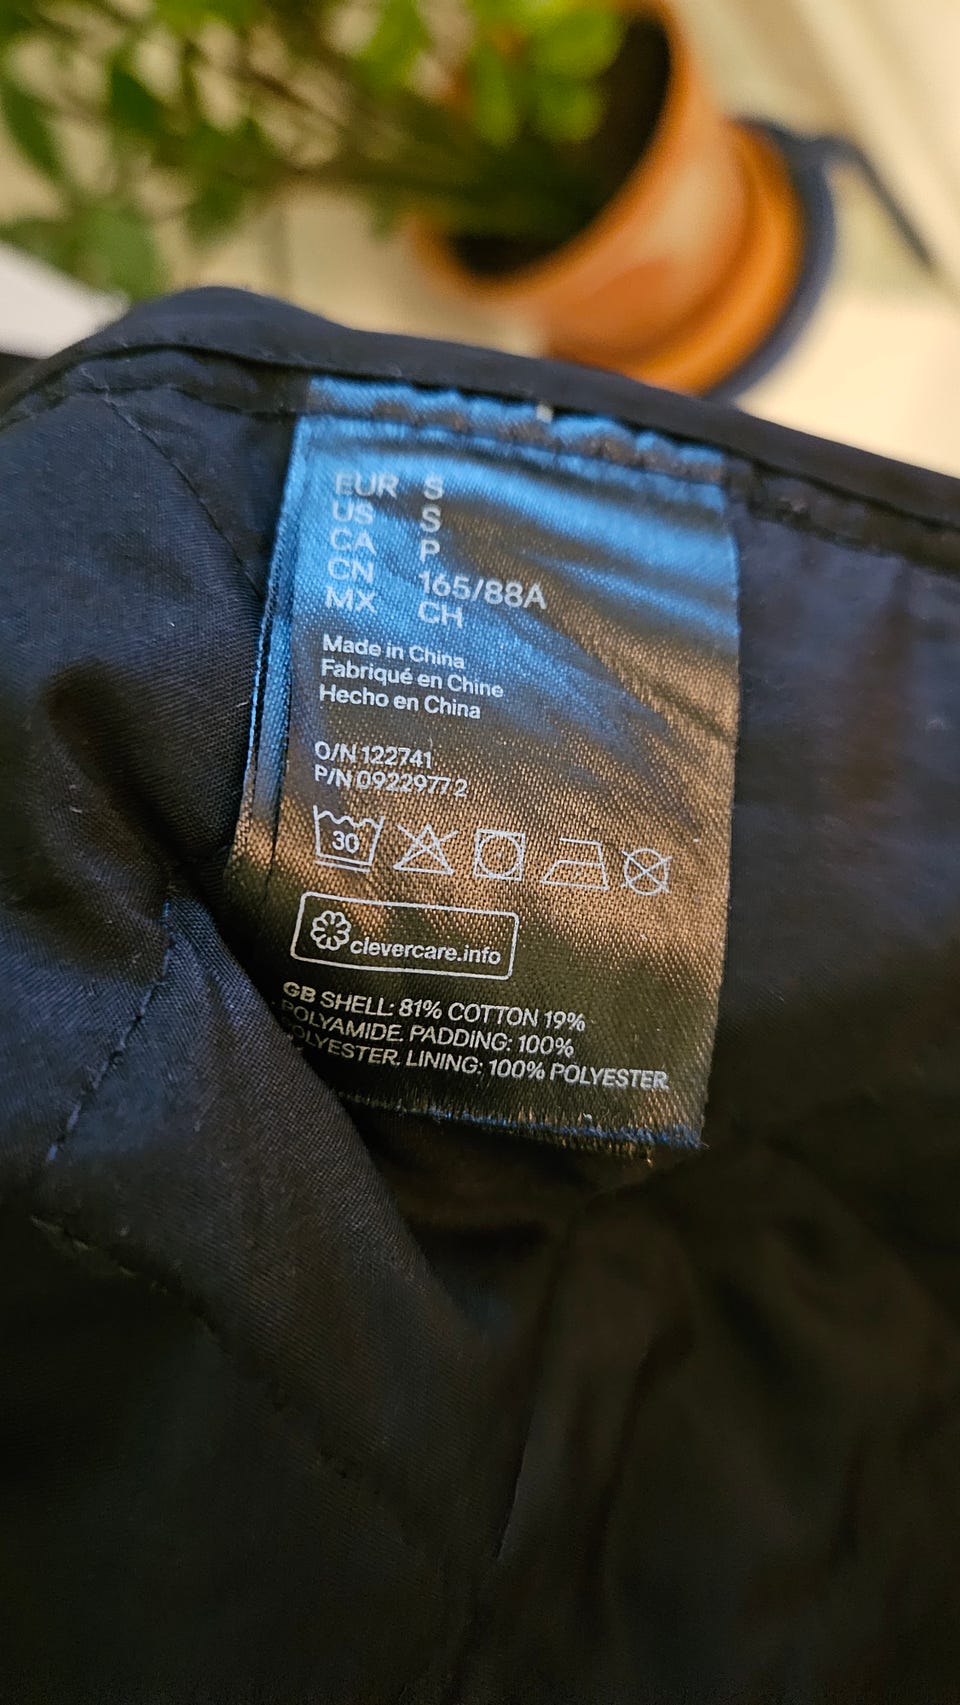 EUR S
US S
CA P
CN 165/88A
MX CH
Made in China
Fabriqué en Chine
Hecho en China
O/N 122741
P/N 09229772
30
clevercare.info
GB SHELL: 81% COTTON 19%
POLYAMIDE. PADDING: 100%
POLYESTER. LINING: 100% POLYESTER.